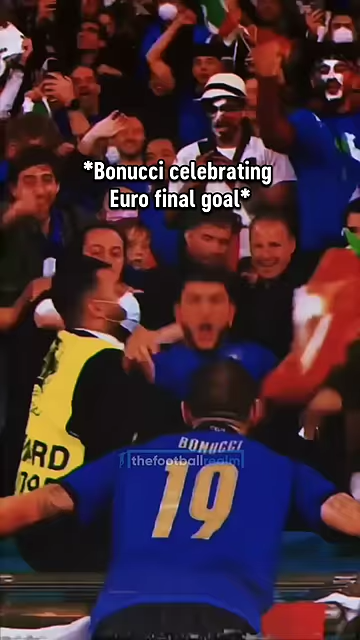 *Bonucci celebrating
Euro final goal*
BONUCCI
thefootballrealm
19
ARD